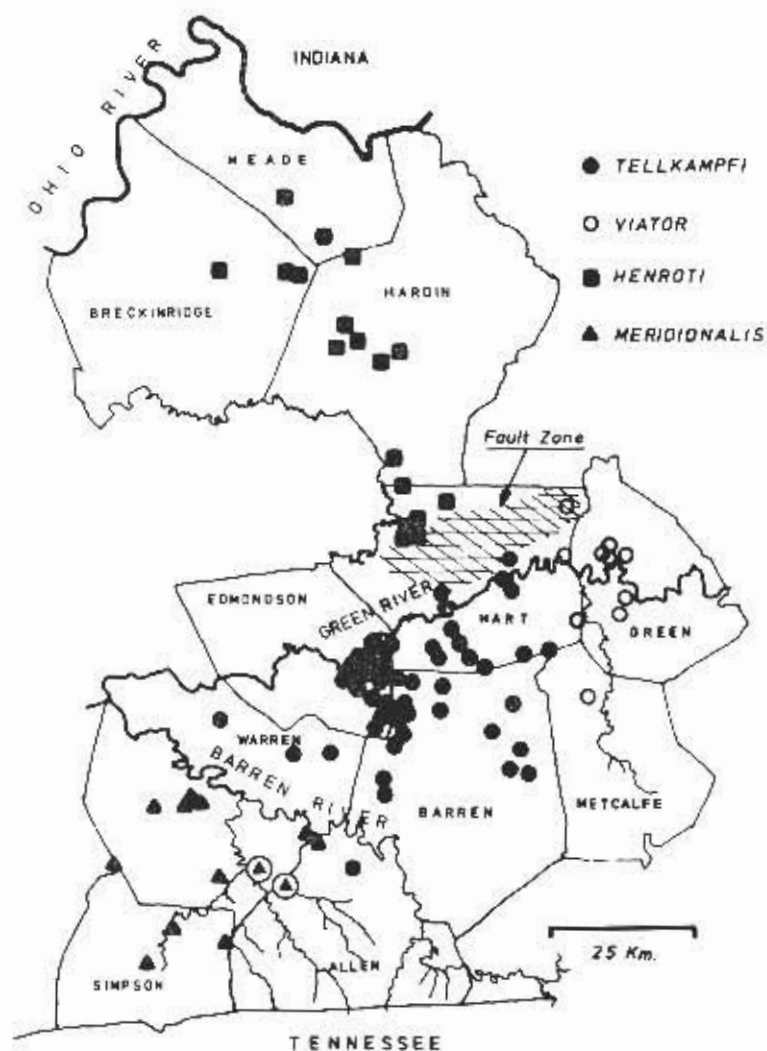 INDIANA
OHIO RIVER
MEADE
TELLKAMPFI
VIATOR
HENROTI
MERIDIONALIS
HARDIN
BRECKINRIDGE
Fault Zone
EDMONDSON
GREEN RIVER
HART
GREEN
WARREN
BARREN RIVER
BARREN
METCALFE
25 Km.
ALLEN
SIMPSON
TENNESSEE